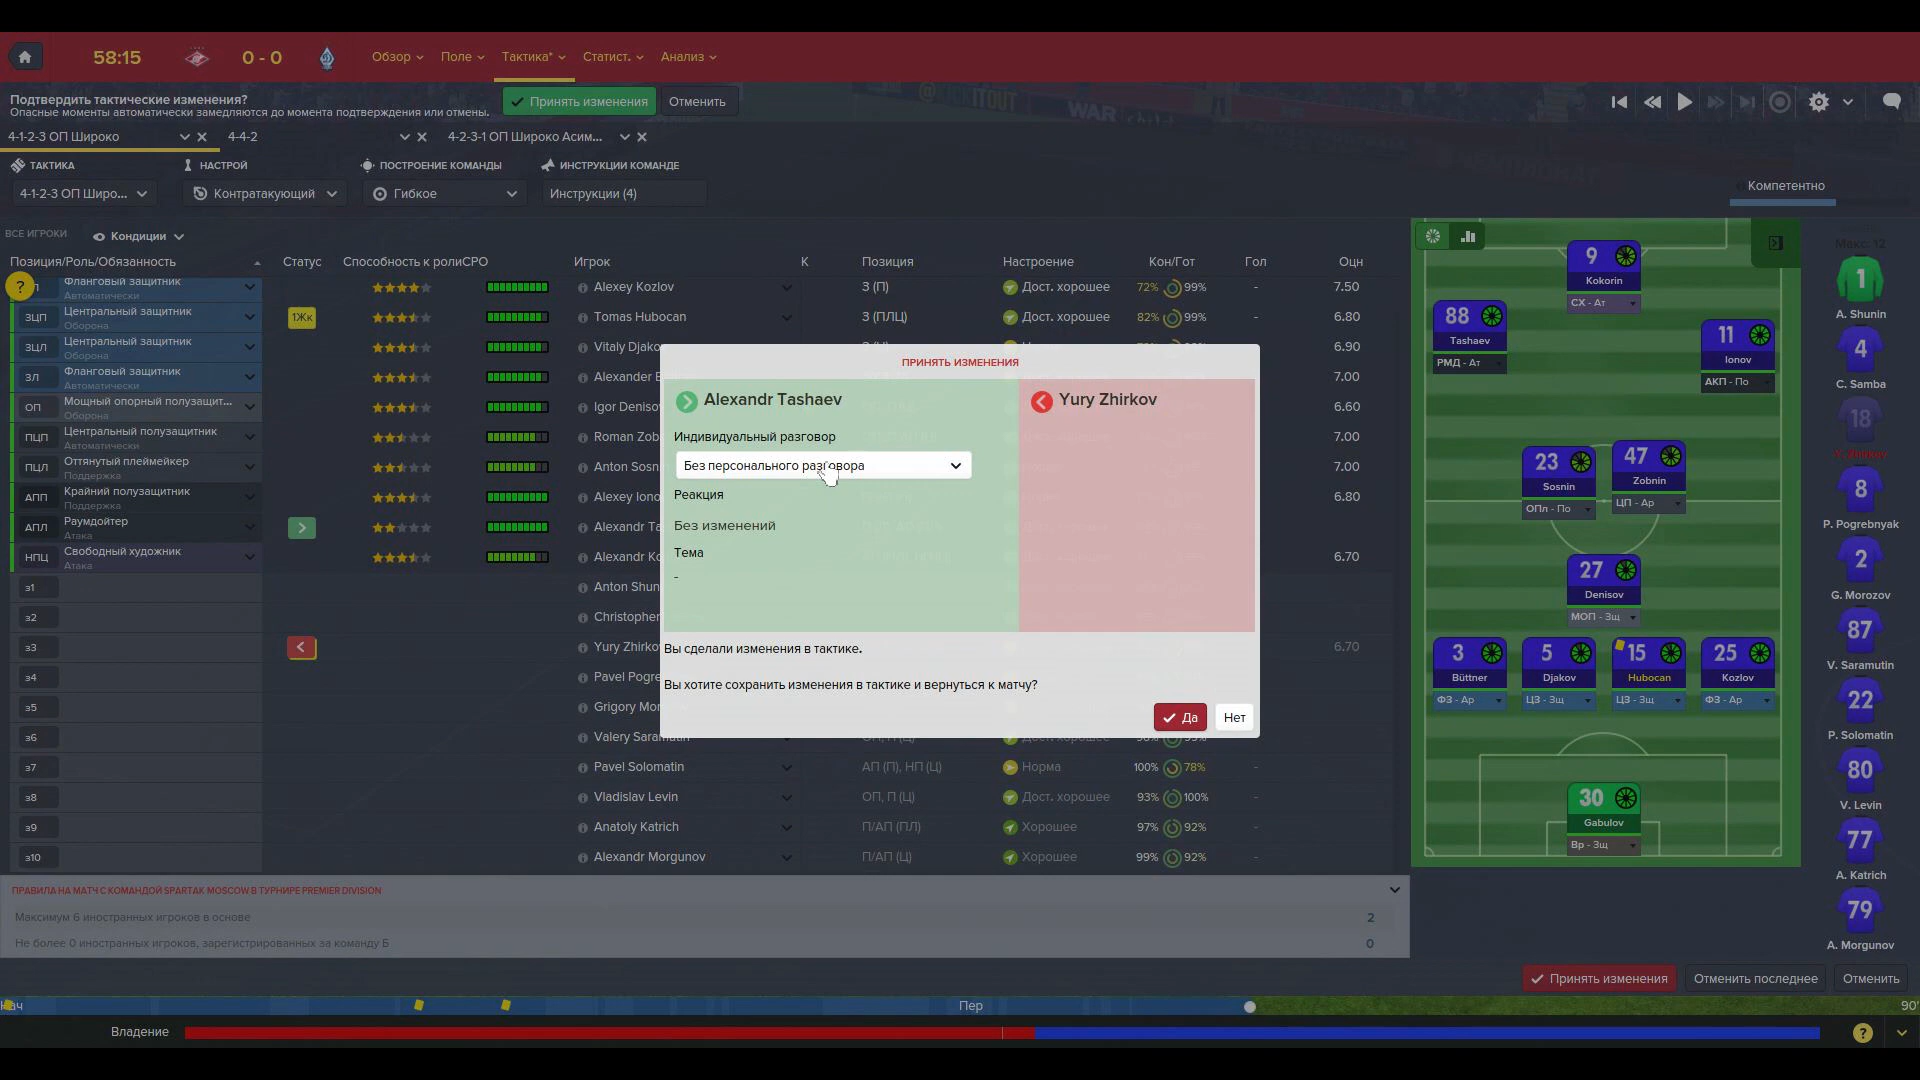 58:15
0 - 0
Обзор
Поле
Тактика*
Статист.
Анализ
Подтвердить тактические изменения?
Опасные моменты автоматически замедляются до момента подтверждения или отмены.
Принять изменения
Отменить
@KICKITOUT
4-1-2-3 ОП Широко
4-4-2
4-2-3-1 ОП Широко Асим...
ТАКТИКА
НАСТРОЙ
ПОСТРОЕНИЕ КОМАНДЫ
ИНСТРУКЦИИ КОМАНДЕ
4-1-2-3 ОП Широ...
Контратакующий
Гибкое
Инструкции (4)
Компетентно
ВСЕ ИГРОКИ
Кондиции
Позиция/Роль/Обязанность
Статус
Способность к роли
СРО
Игрок
К
Позиция
Настроение
Кон/Гот
Гол
Оцн
Фланговый защитник
Автоматически
Alexey Kozlov
З (П)
Дост. хорошее
72% 99%
-
7.50
ЗЦП
Центральный защитник
Оборона
1Жк
Tomas Hubocan
З (ПЛЦ)
Дост. хорошее
82% 99%
-
6.80
ЗЦЛ
Центральный защитник
Оборона
Vitaly Djako
6.90
ЗЛ
Фланговый защитник
Автоматически
Alexander B
7.00
ОП
Мощный опорный полузащит...
Оборона
Igor Deniso
6.60
ПЦП
Центральный полузащитник
Автоматически
Roman Zob
7.00
ПЦЛ
Оттянутый плеймейкер
Поддержка
Anton Sosn
7.00
АПП
Крайний полузащитник
Поддержка
Alexey Iono
6.80
АПЛ
Раумдойтер
Атака
Alexandr Ta
НПЦ
Свободный художник
Атака
Alexandr Ko
6.70
з1
Anton Shun
з2
Christopher
з3
Yury Zhirko
6.70
з4
Pavel Pogre
з5
Grigory Mor
з6
Valery Saramutin
з7
Pavel Solomatin
АП (П), НП (Ц)
Норма
100% 78%
-
з8
Vladislav Levin
ОП, П (Ц)
Дост. хорошее
93% 100%
-
з9
Anatoly Katrich
П/АП (ПЛ)
Хорошее
97% 92%
-
з10
Alexandr Morgunov
П/АП (Ц)
Хорошее
99% 92%
-
ПРИНЯТЬ ИЗМЕНЕНИЯ
Alexandr Tashaev
Yury Zhirkov
Индивидуальный разговор
Без персонального разговора
Реакция
Без изменений
Тема
-
Вы сделали изменения в тактике.
Вы хотите сохранить изменения в тактике и вернуться к матчу?
Да
Нет
9
Kokorin
СХ - Ат
88
Tashaev
РМД - Ат
11
Ionov
АКП - По
23
Sosnin
ОПл - По
47
Zobnin
ЦП - Ар
27
Denisov
МОП - Зщ
3
Büttner
ФЗ - Ар
5
Djakov
ЦЗ - Зщ
15
Hubocan
ЦЗ - Зщ
25
Kozlov
ФЗ - Ар
30
Gabulov
Вр - Зщ
Макс. 12
1
A. Shunin
4
C. Samba
18
Y. Zhirkov
8
P. Pogrebnyak
2
G. Morozov
87
V. Saramutin
22
P. Solomatin
80
V. Levin
77
A. Katrich
79
A. Morgunov
ПРАВИЛА НА МАТЧ С КОМАНДОЙ SPARTAK MOSCOW В ТУРНИРЕ PREMIER DIVISION
Максимум 6 иностранных игроков в основе
2
Не более 0 иностранных игроков, зарегистрированных за команду Б
0
Принять изменения
Отменить последнее
Отменить
Пер
90'
Владение